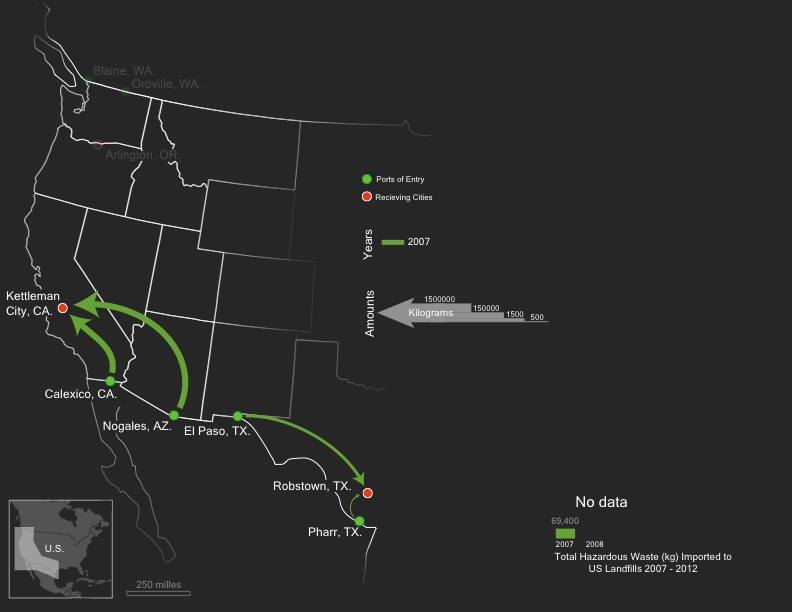 Blaine, WA.
Oroville, WA.
Arlington, OR.
Ports of Entry
Recieving Cities
Years
2007
Kettleman
City, CA.
Amounts
1500000
150000
1500
500
Kilograms
Calexico, CA.
Nogales, AZ.
El Paso, TX.
Robstown, TX.
Pharr, TX.
U.S.
250 milles
No data
69,400
2007 2008
Total Hazardous Waste (kg) Imported to
US Landfills 2007 - 2012